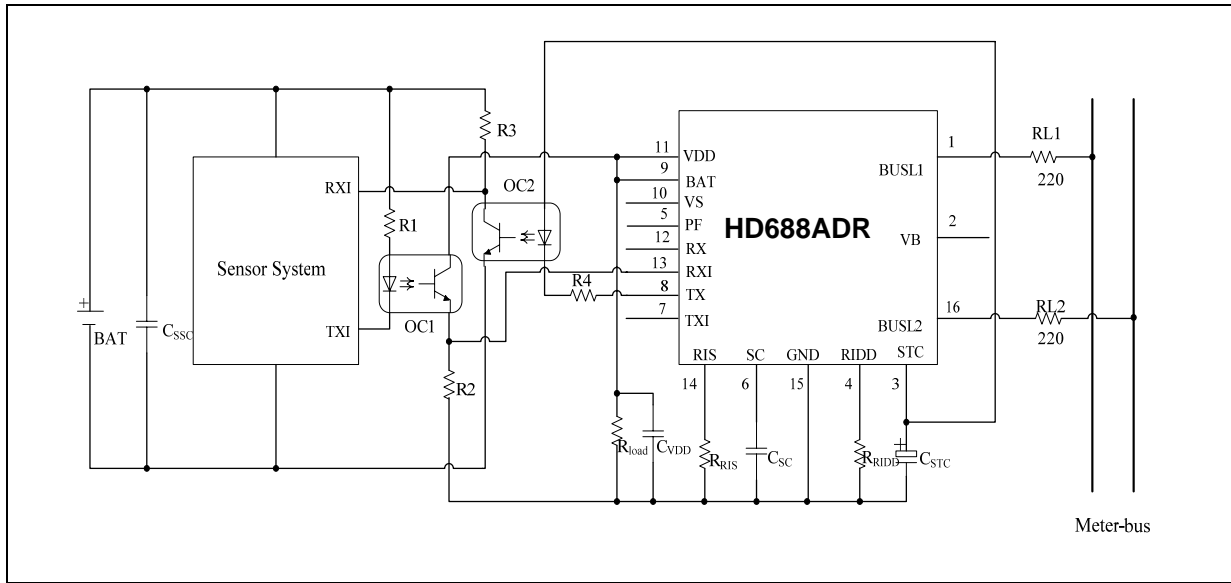 R3
11
VDD
1
RL1
BUSL1
220
RXI
OC2
9
BAT
10
VS
5
PF
HD688ADR
2
VB
R1
12
RX
13
RXI
Sensor System
R4
8
TX
7
TXI
16
RL2
BUSL2
220
+
BAT
CSSC
TXI
OC1
RIS
SC
GND
RIDD
STC
14
6
15
4
3
R2
Rload
CVDD
RRIS
CSC
RRIDD
+
CSTC
Meter-bus